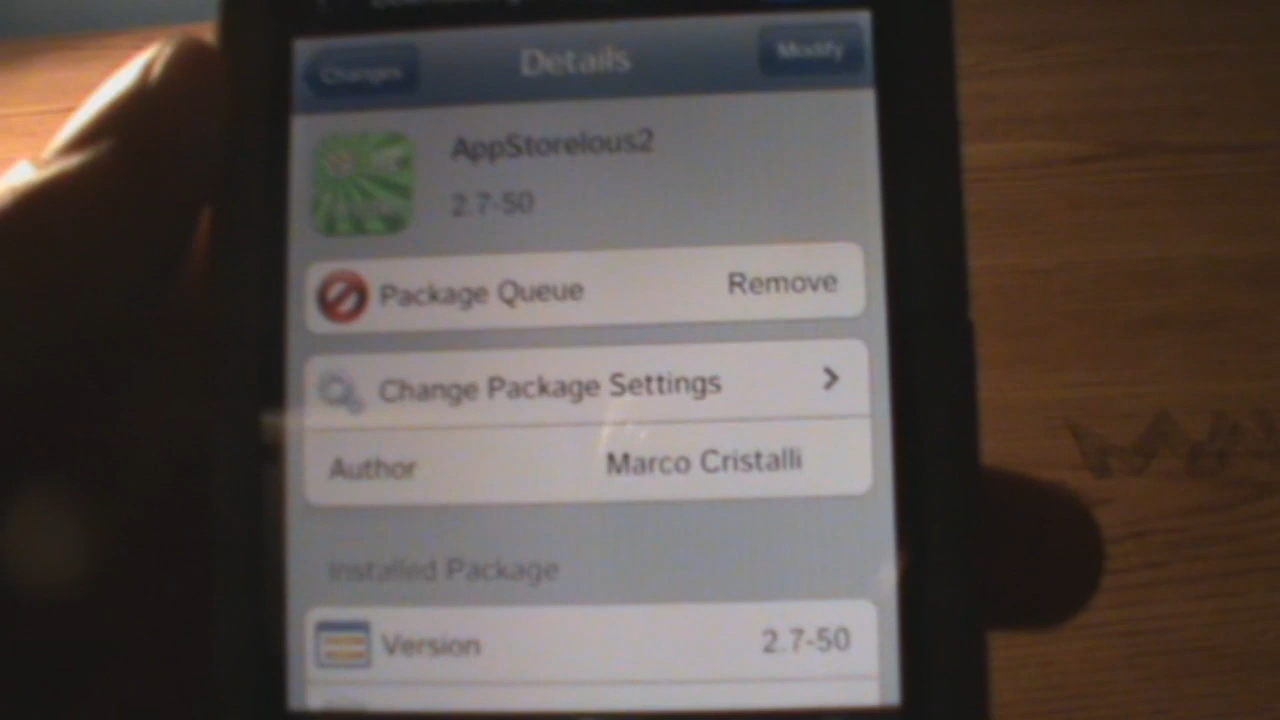 Changes
Details
Modify
AppStorelous2
2.7-50
Package Queue
Remove
Change Package Settings
Author
Marco Cristalli
Installed Package
Version
2.7-50